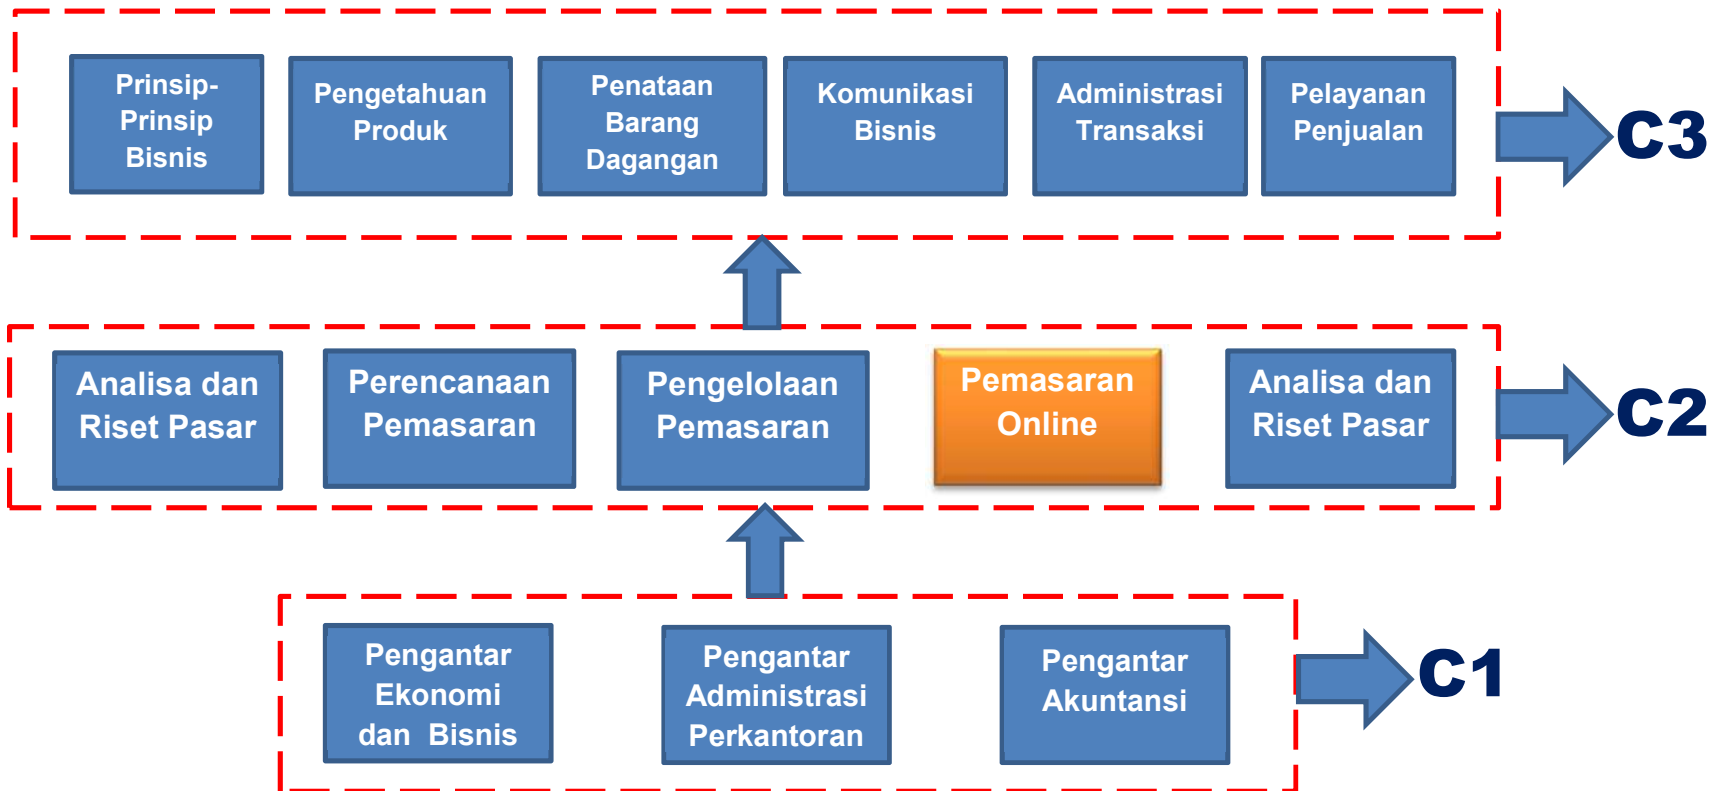 Prinsip-
Prinsip
Bisnis
Pengetahuan
Produk
Penataan
Barang
Dagangan
Komunikasi
Bisnis
Administrasi
Transaksi
Pelayanan
Penjualan
C3
Analisa dan
Riset Pasar
Perencanaan
Pemasaran
Pengelolaan
Pemasaran
Pemasaran
Online
Analisa dan
Riset Pasar
C2
Pengantar
Ekonomi
dan Bisnis
Pengantar
Administrasi
Perkantoran
Pengantar
Akuntansi
C1